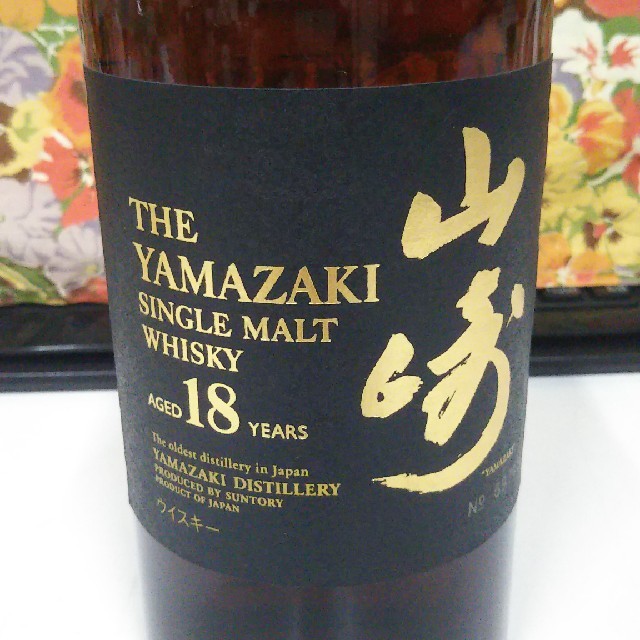 THE
YAMAZAKI
SINGLE MALT
WHISKY
AGED 18 YEARS
The oldest distillery in Japan
YAMAZAKI DISTILLERY
PRODUCED BY SUNTORY
PRODUCT OF JAPAN
ウイスキー
山崎
"YAMAZAKI"
Nº